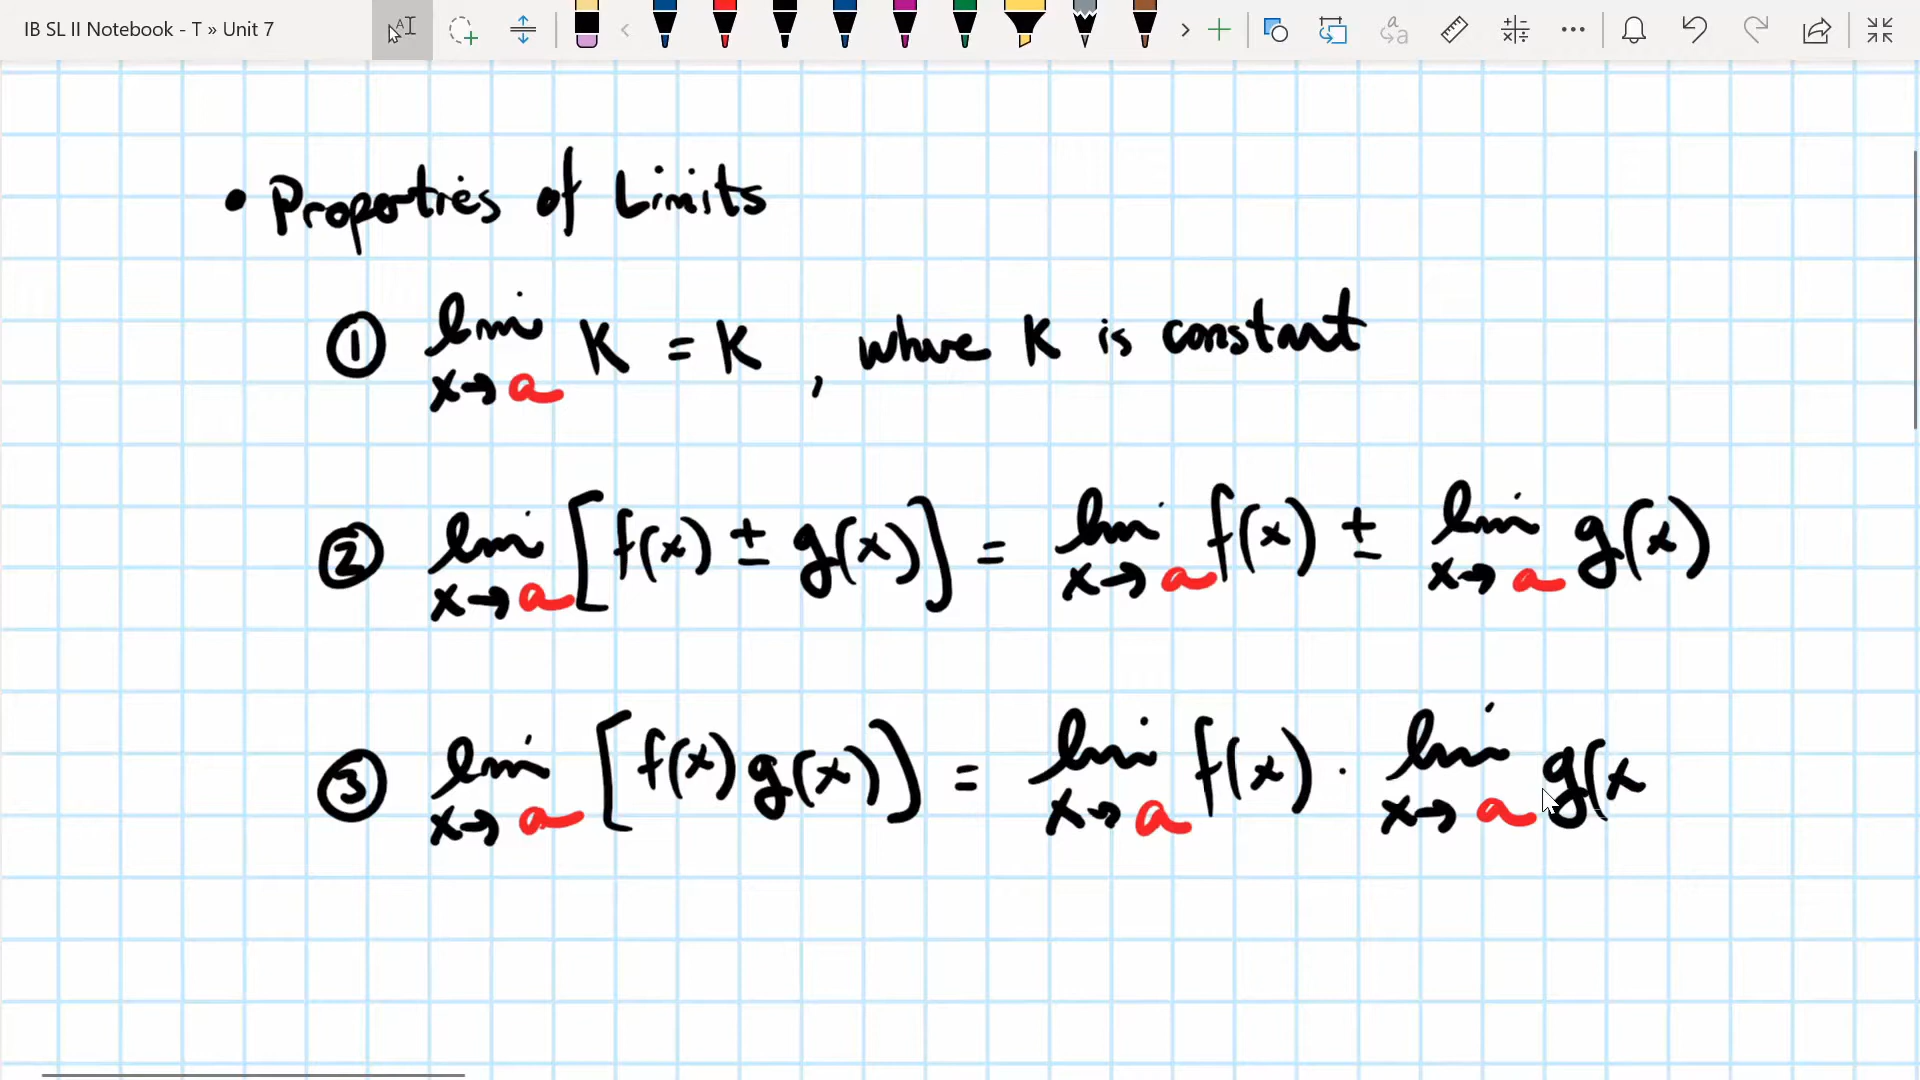 IB SL II Notebook - T » Unit 7
• Properties of Limits
① lim x→a K = K , where K is constant
② lim x→a [f(x) ± g(x)] = lim x→a f(x) ± lim x→a g(x)
③ lim x→a [f(x)g(x)] = lim x→a f(x) · lim x→a g(x